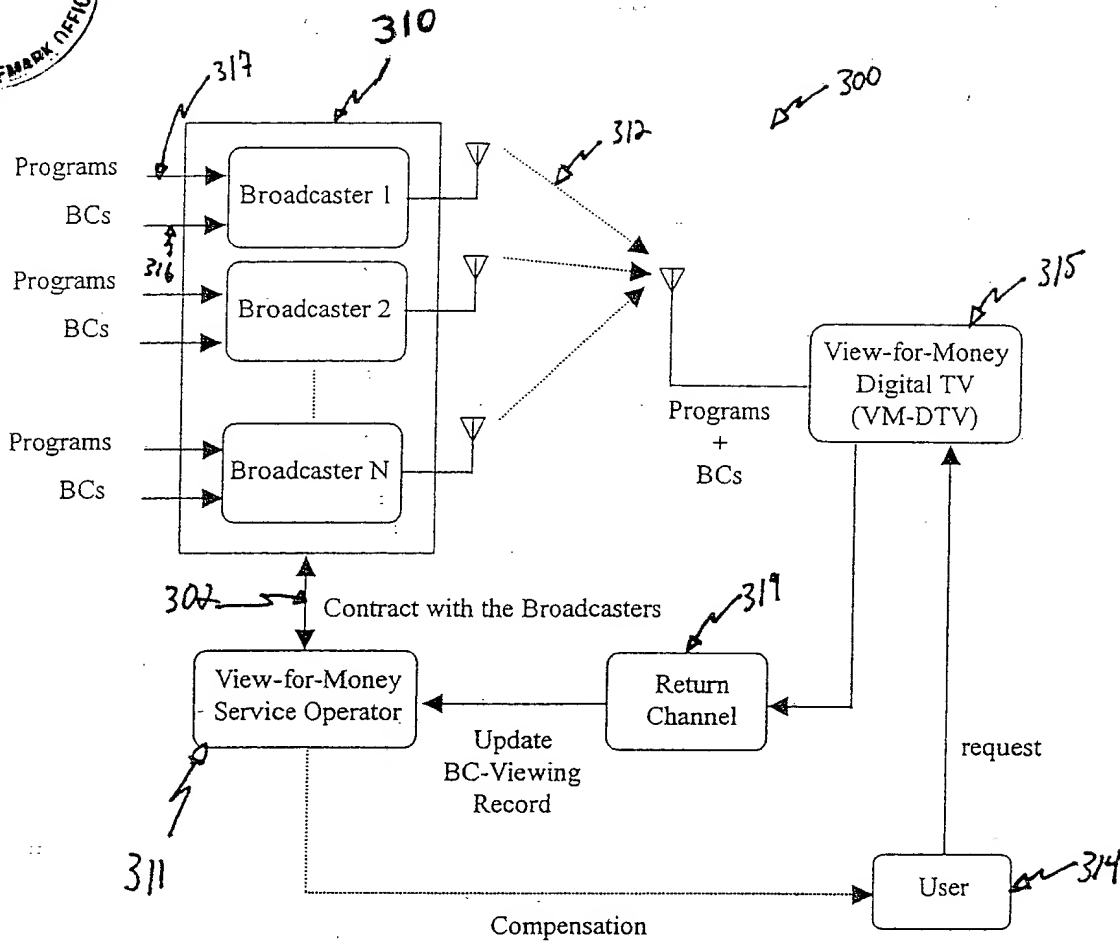 310
317
300
312
Programs
BCs
Broadcaster 1
316
Programs
BCs
Broadcaster 2
315
View-for-Money
Digital TV
(VM-DTV)
Programs
+
BCs
Programs
BCs
Broadcaster N
302
Contract with the Broadcasters
319
View-for-Money
Service Operator
Return
Channel
Update
BC-Viewing
Record
request
311
User
314
Compensation